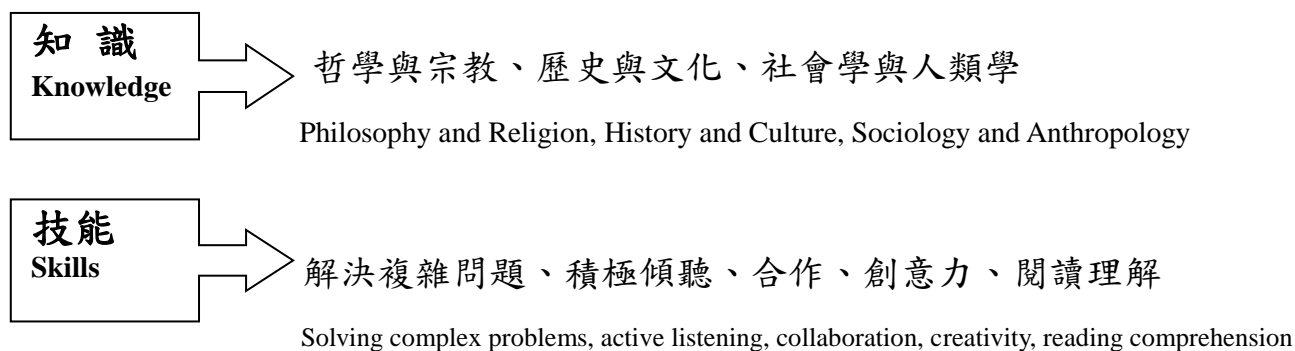 知 識
Knowledge
哲學與宗教、歷史與文化、社會學與人類學
Philosophy and Religion, History and Culture, Sociology and Anthropology
技能
Skills
解決複雜問題、積極傾聽、合作、創意力、閱讀理解
Solving complex problems, active listening, collaboration, creativity, reading comprehension